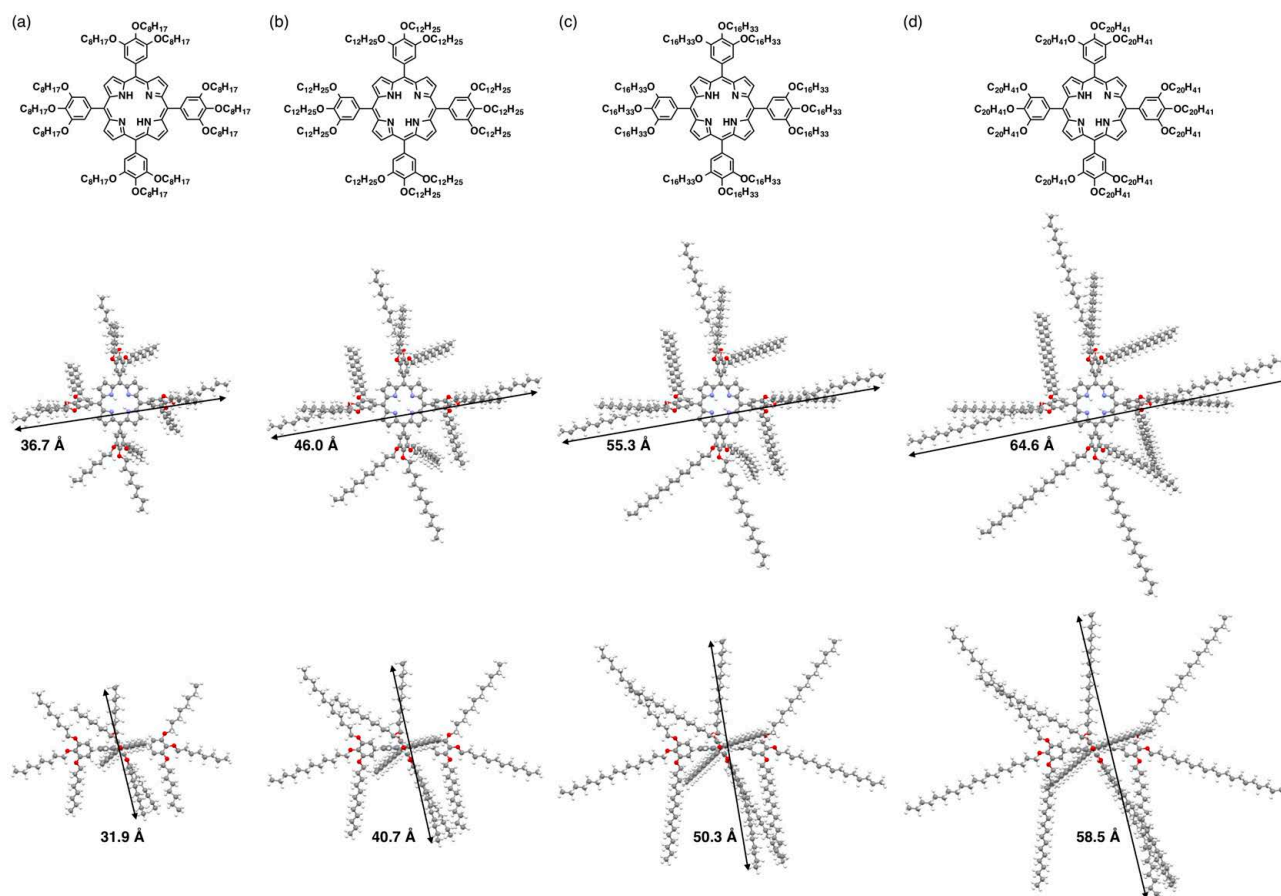 (a) (b) (c) (d)
OC8H17
C8H17O OC8H17
C8H17O OC8H17
C8H17O OC8H17
C8H17O OC8H17
NH N
N HN
C8H17O OC8H17
OC8H17
OC12H25
C12H25O OC12H25
C12H25O OC12H25
C12H25O OC12H25
C12H25O OC12H25
NH N
N HN
C12H25O OC12H25
OC12H25
OC16H33
C16H33O OC16H33
C16H33O OC16H33
C16H33O OC16H33
C16H33O OC16H33
NH N
N HN
C16H33O OC16H33
OC16H33
OC20H41
C20H41O OC20H41
C20H41O OC20H41
C20H41O OC20H41
C20H41O OC20H41
NH N
N HN
C20H41O OC20H41
OC20H41
36.7 Å 46.0 Å 55.3 Å 64.6 Å
31.9 Å 40.7 Å 50.3 Å 58.5 Å